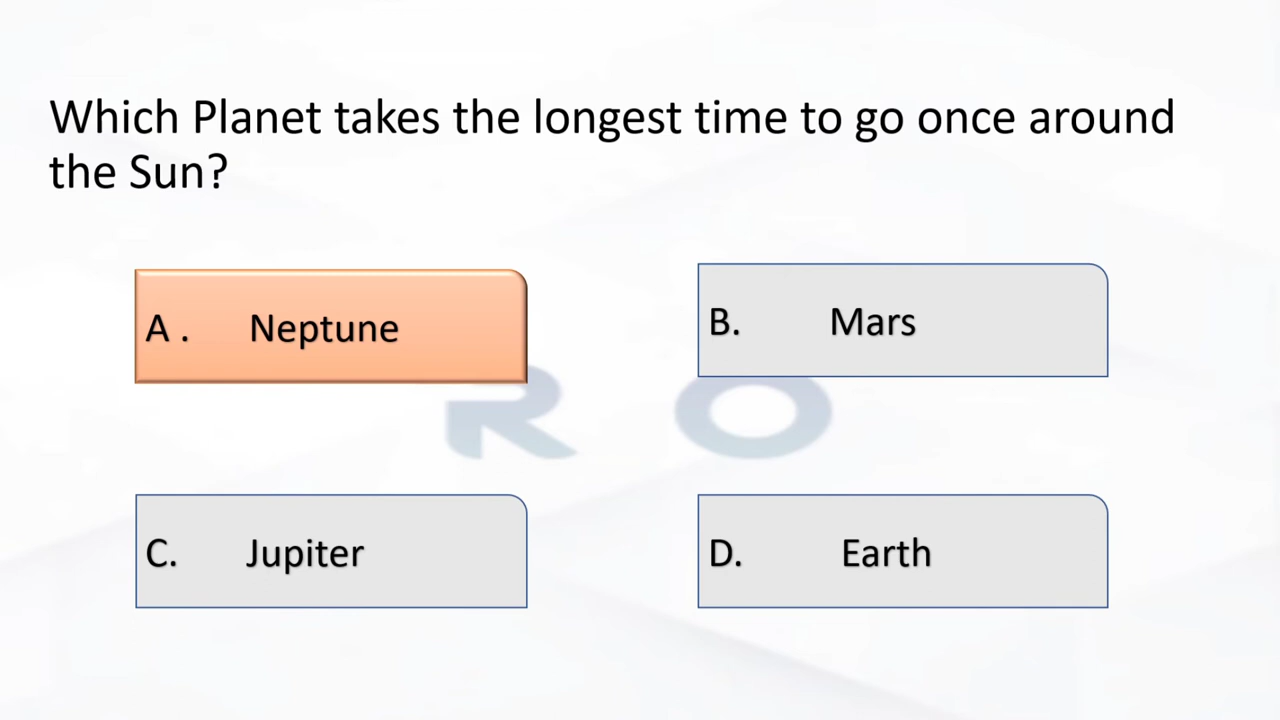 Which Planet takes the longest time to go once around
the Sun?
A . Neptune
B. Mars
R O
C. Jupiter
D. Earth